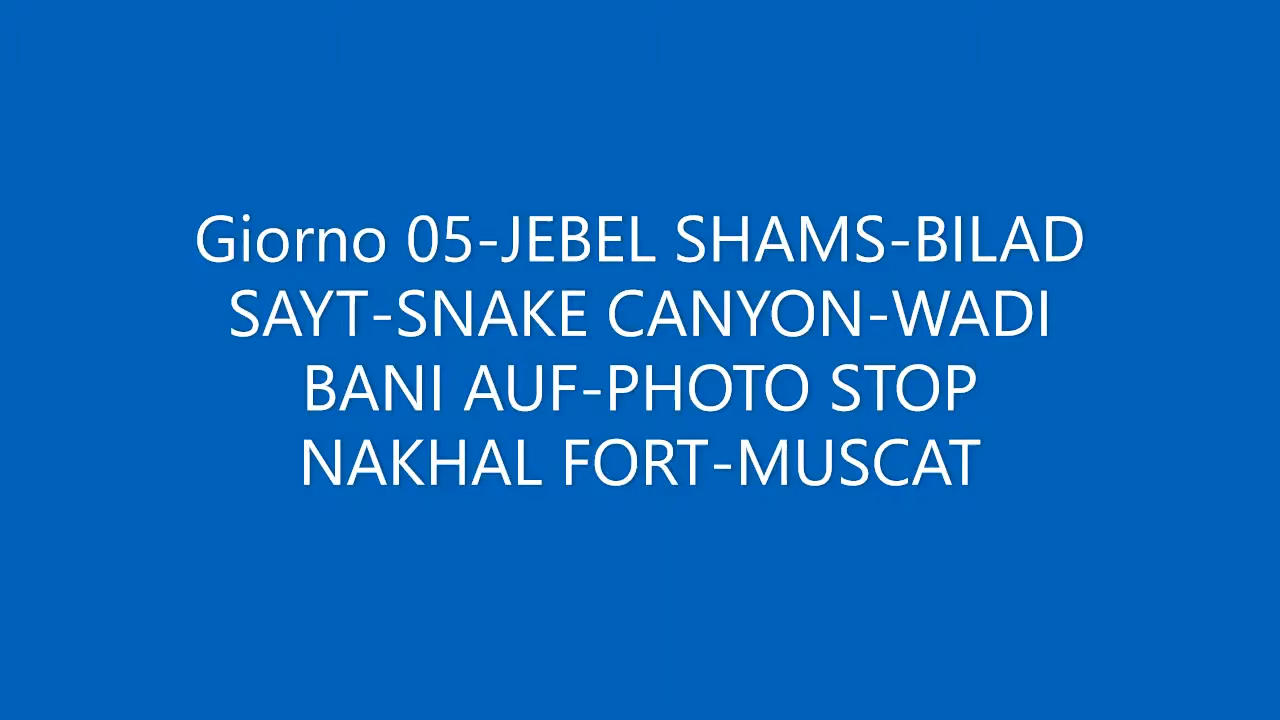 Giorno 05-JEBEL SHAMS-BILAD
SAYT-SNAKE CANYON-WADI
BANI AUF-PHOTO STOP
NAKHAL FORT-MUSCAT